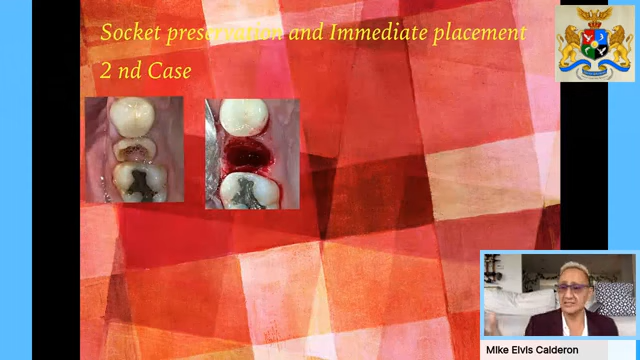 Socket preservation and Immediate placement
2 nd Case
Mike Elvis Calderon